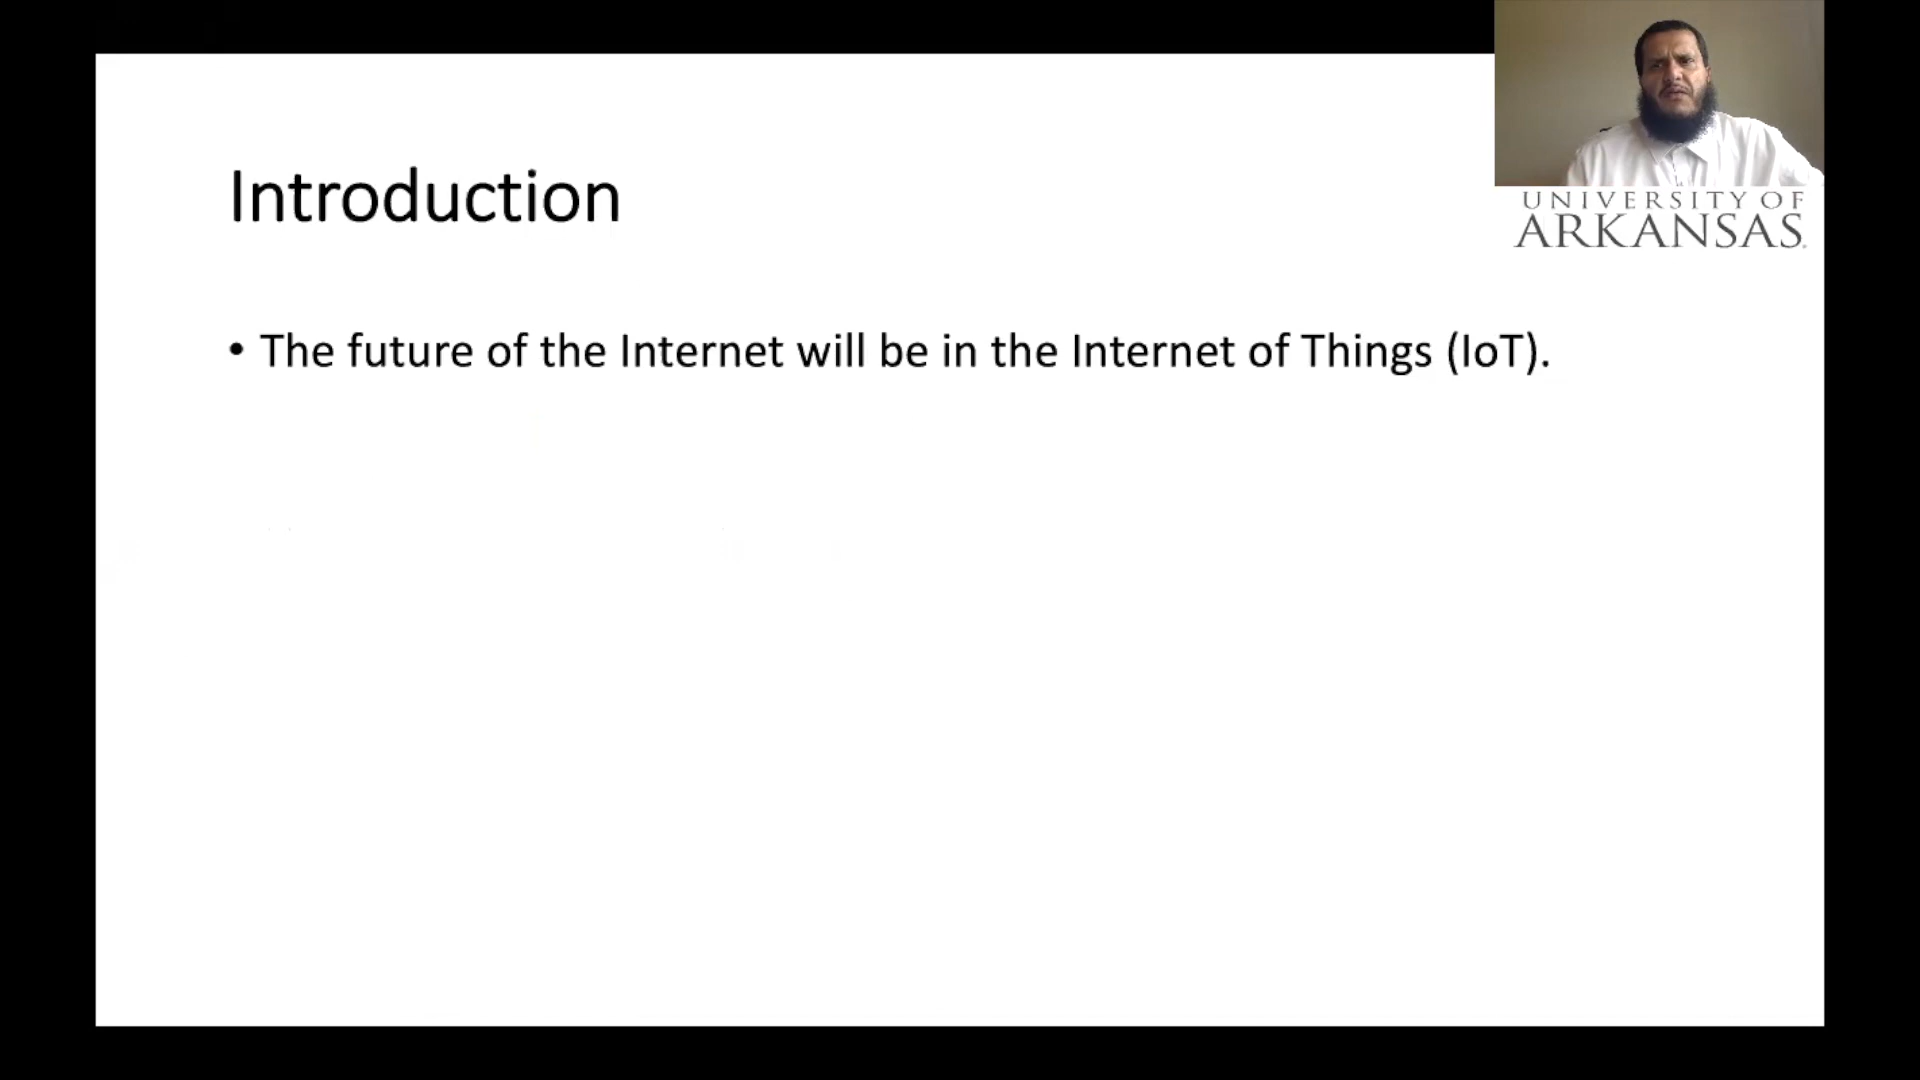 Introduction
UNIVERSITY OF
ARKANSAS
• The future of the Internet will be in the Internet of Things (IoT).